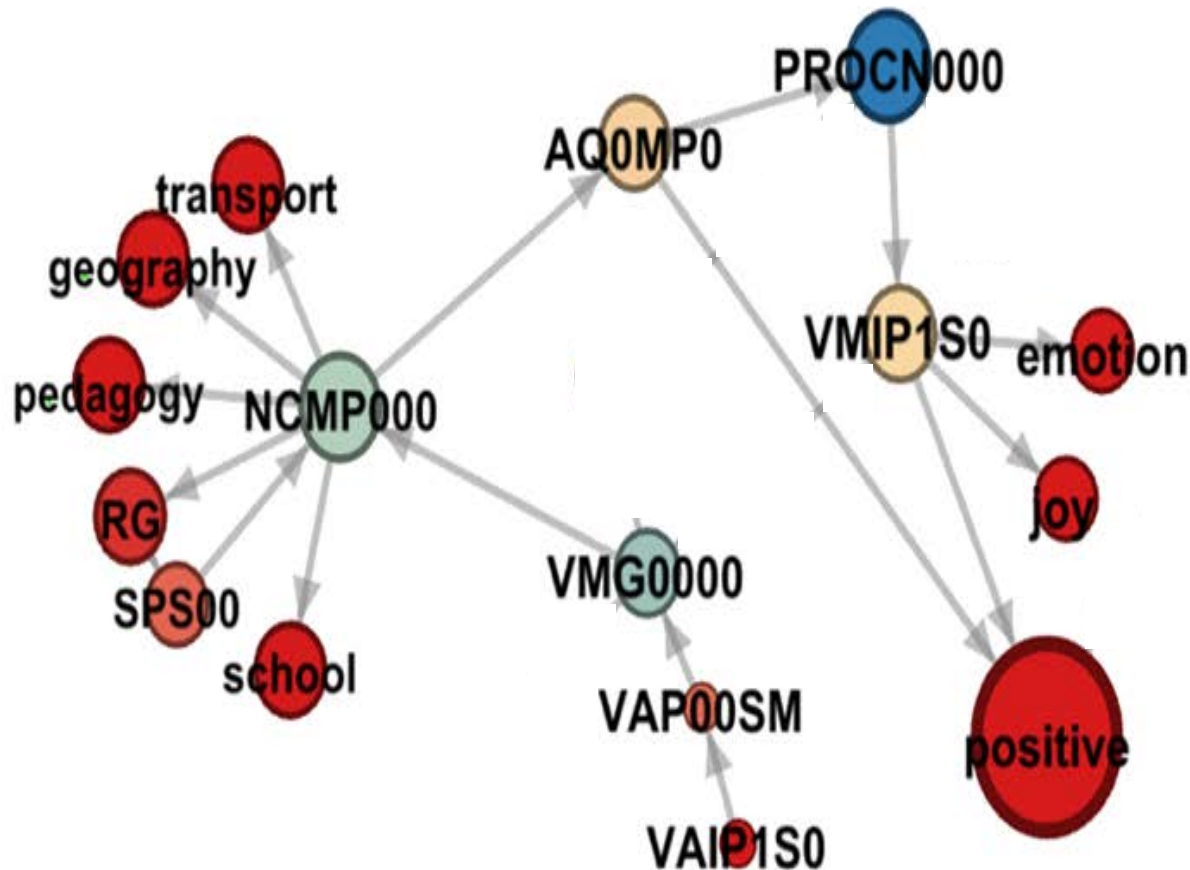 PROCN000
AQ0MP0
transport
geography
VMIP1S0
emotion
pedagogy
NCMP000
joy
RG
VMG0000
SPS00
school
VAP00SM
positive
VAIP1S0